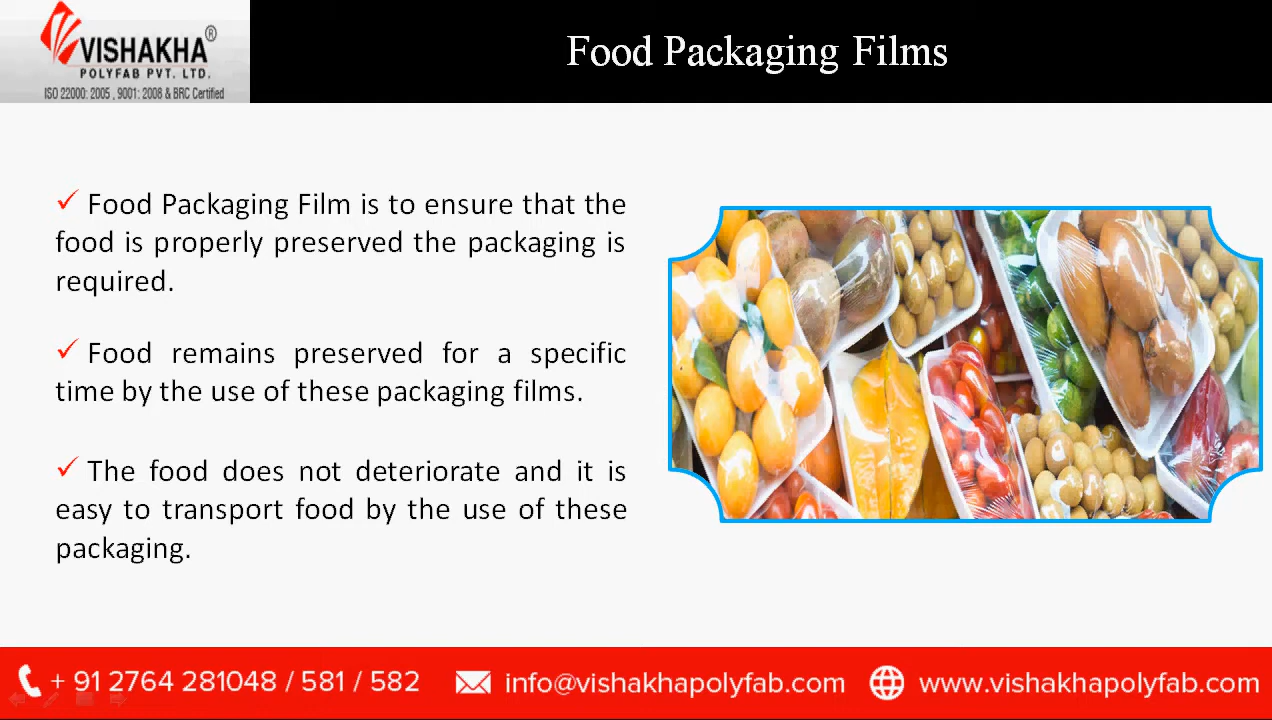 VISHAKHA®
POLYFAB PVT. LTD.
ISO 22000: 2005 , 9001: 2008 & BRC Certified
Food Packaging Films
✓ Food Packaging Film is to ensure that the
food is properly preserved the packaging is
required.
✓ Food remains preserved for a specific
time by the use of these packaging films.
✓ The food does not deteriorate and it is
easy to transport food by the use of these
packaging.
+ 91 2764 281048 / 581 / 582
info@vishakhapolyfab.com
www.vishakhapolyfab.com